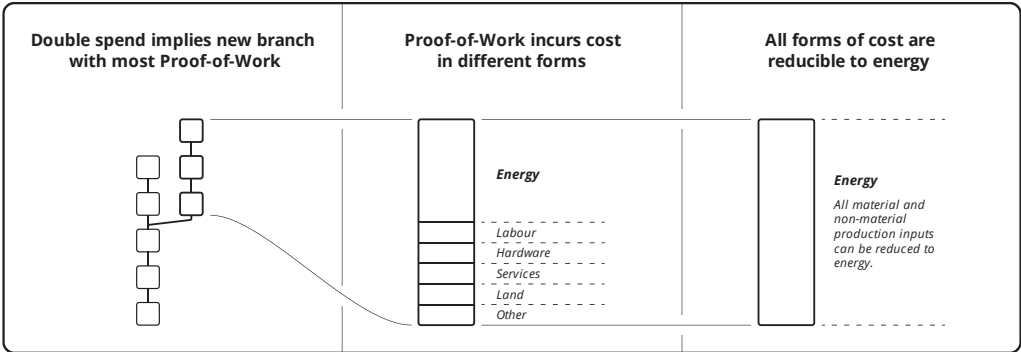 Double spend implies new branch
with most Proof-of-Work
Proof-of-Work incurs cost
in different forms
All forms of cost are
reducible to energy
Energy
Labour
Hardware
Services
Land
Other
Energy
All material and
non-material
production inputs
can be reduced to
energy.